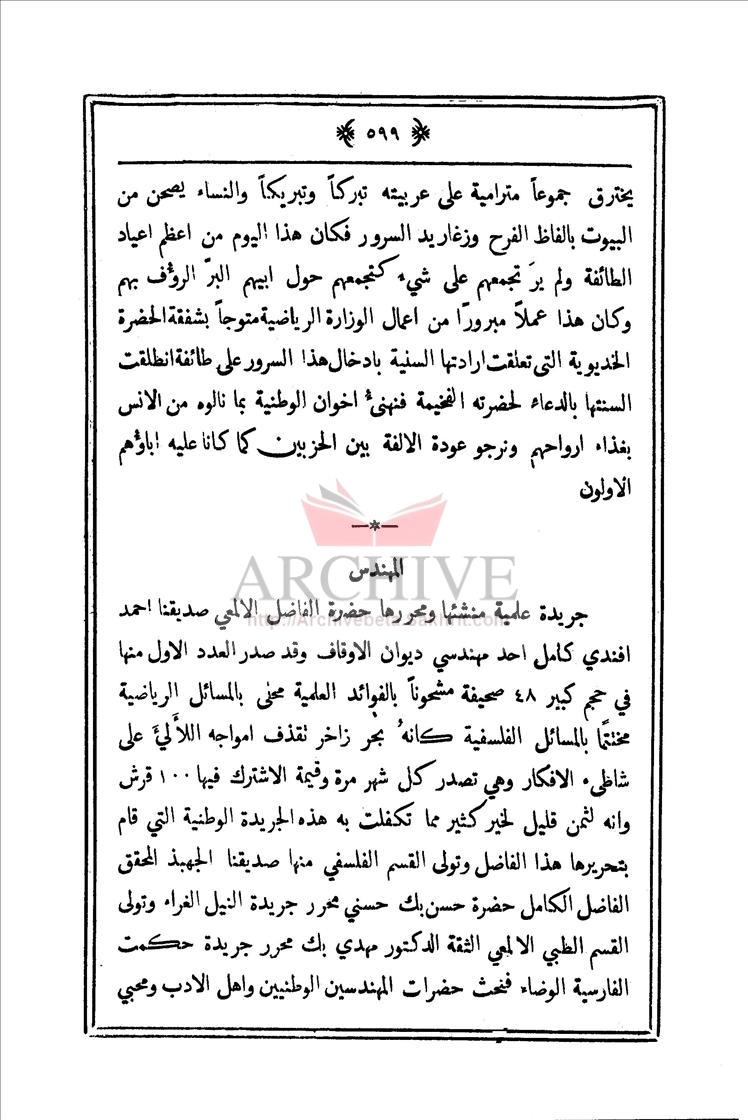 ٥٩٩
يخترق جموعاً مترامية على عربيته تبركاً وتبريكاً والنساء يصحن من
البيوت بالفاظ الفرح وزغاريد السرور فكان هذا اليوم من اعظم اعياد
الطائفة ولم يرَ تجمعهم على شيء كتجمعهم حول ابيهم البرّ الروؤف بهم
وكان هذا عملاً مبرورًا من اعمال الوزارة الرياضية متوجاً بشفقة الحضرة
الخديوية التي تعلقت ارادتها السنية بادخال هذا السرور على طائفة انطلقت
السنتها بالدعاء لحضرته الفخيمة فنهنئ اخوان الوطنية بما نالوه من الانس
بغذاء ارواحهم ونرجو عودة الالفة بين الحزبين كما كانا عليه اباؤهم
الاولون
ARCHIVE
المهندس
جريدة علمية منشئها ومحررها حضرة الفاضل الالمعي صديقنا احمد
http://Archivebeta.Sakhrit.com
افندي كامل احد مهندسي ديوان الاوقاف وقد صدر العدد الاول منها
في حجم كبير ٤٨ صحيفة مشحوناً بالفوائد العلمية محلى بالمسائل الرياضية
مختتمًا بالمسائل الفلسفية كانهُ بحر زاخر تقذف امواجه اللآلئَ على
شاطىء الافكار وهي تصدر كل شهر مرة وقيمة الاشترك فيها ١٠٠ قرش
وانه لثمن قليل لخير كثير مما تكفلت به هذه الجريدة الوطنية التي قام
بتحريرها هذا الفاضل وتولى القسم الفلسفي منها صديقنا الجهبذ المحقق
الفاضل الكامل حضرة حسن بك حسني محرر جريدة النيل الغراء وتولى
القسم الطبي الالمعي الثقة الدكتور مهدي بك محرر جريدة حكمت
الفارسية الوضاء فنحث حضرات المهندسين الوطنيين واهل الادب ومحبي